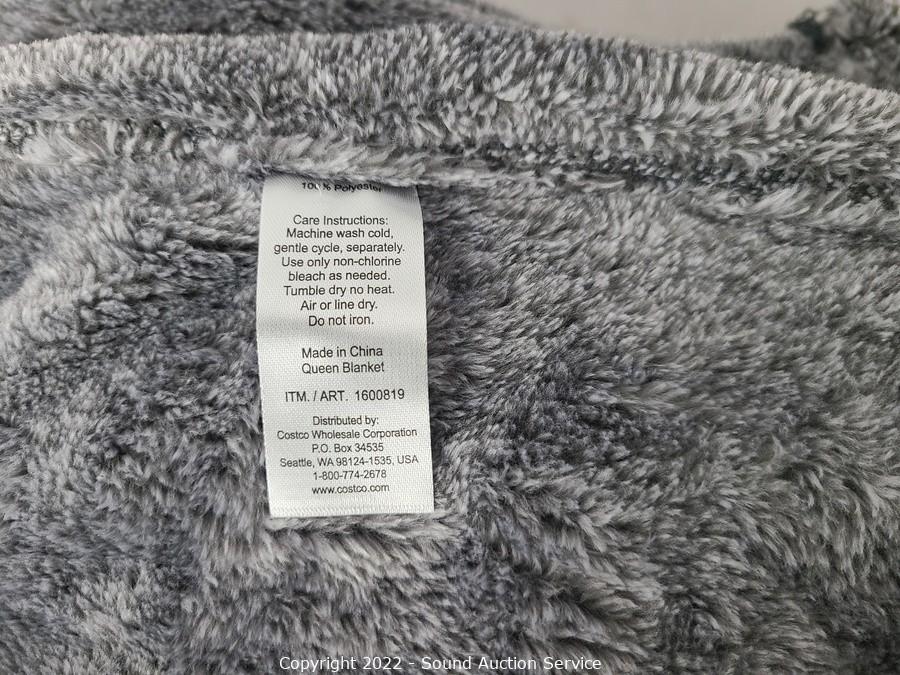 100% Polyester
Care Instructions:
Machine wash cold,
gentle cycle, separately.
Use only non-chlorine
bleach as needed.
Tumble dry no heat.
Air or line dry.
Do not iron.
Made in China
Queen Blanket
ITM. / ART. 1600819
Distributed by:
Costco Wholesale Corporation
P.O. Box 34535
Seattle, WA 98124-1535, USA
1-800-774-2678
www.costco.com
Copyright 2022 - Sound Auction Service